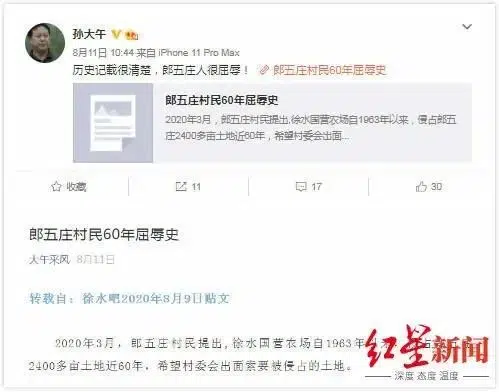 孙大午
8月11日 10:44 来自 iPhone 11 Pro Max
历史记载很清楚，郎五庄人很屈辱！ 郎五庄村民60年屈辱史
郎五庄村民60年屈辱史
2020年3月，郎五庄村民提出,徐水国营农场自1963年以来，侵占郎五
庄2400多亩土地近60年，希望村委会出面...
收藏
11
17
30
郎五庄村民60年屈辱史
大午采风 8月11日
转载自：徐水吧2020年8月9日贴文
2020年3月，郎五庄村民提出,徐水国营农场自1963年以来
2400多亩土地近60年，希望村委会出面索要被侵占的土地。
红星新闻
深度 态度 温度